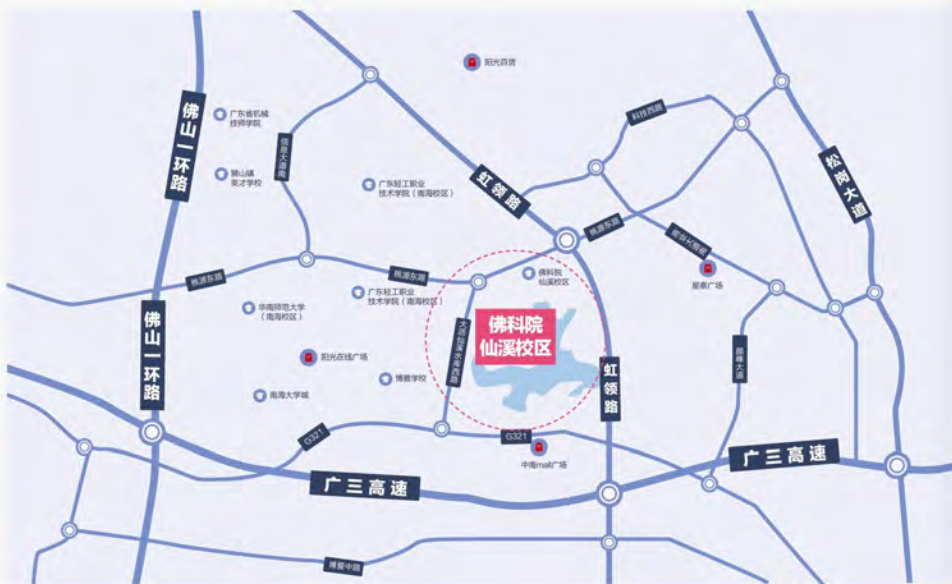 阳光百货
佛山一环路
广东省机械
技师学院
信息大道南
科技西路
松岗大道
狮山镇
英才学校
广东轻工职业
技术学院（南海校区）
虹领路
桃源东路
桃源东路
桃源东路
佛科院
仙溪校区
星泰广场
广东轻工职业
技术学院（南海校区）
华南师范大学
（南海校区）
佛山一环路
佛科院
仙溪校区
阳光在线广场
博雅学校
虹领路
南海大学城
G321
G321
中南mall广场
广三高速
广三高速
博爱中路